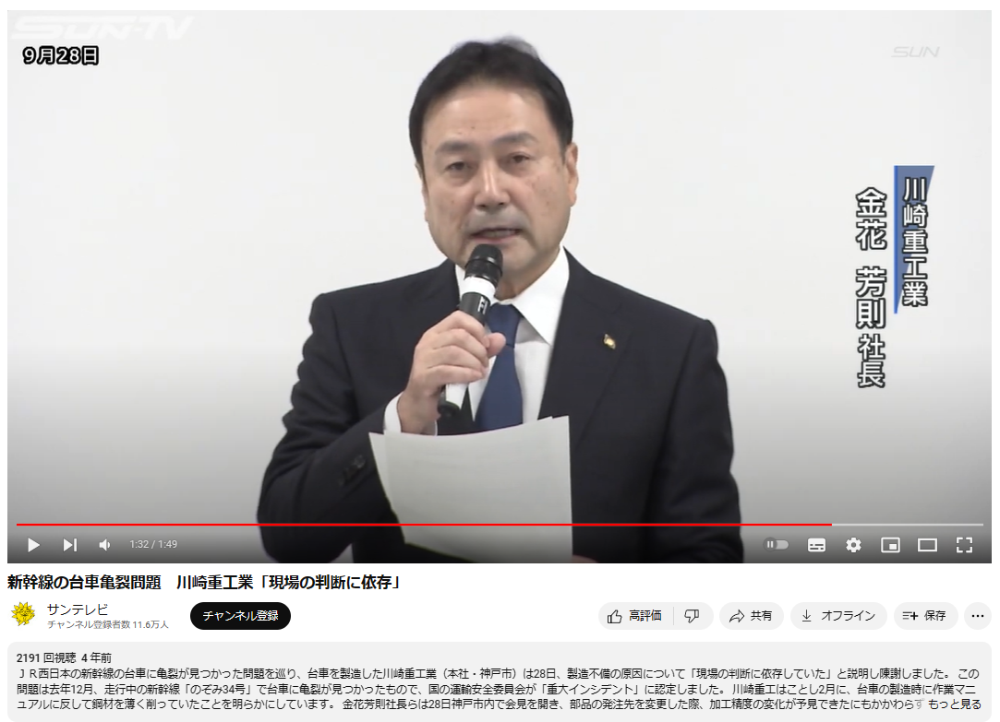 SUN-TV
9月28日
SUN
川崎重工業
金花 芳則 社長
1:32 / 1:49
新幹線の台車亀裂問題　川崎重工業「現場の判断に依存」
サンテレビ
チャンネル登録者数 11.6万人
チャンネル登録
高評価
共有
オフライン
保存
2191 回視聴 4 年前
ＪＲ西日本の新幹線の台車に亀裂が見つかった問題を巡り、台車を製造した川崎重工業（本社・神戸市）は28日、製造不備の原因について「現場の判断に依存していた」と説明し陳謝しました。 この
問題は去年12月、走行中の新幹線「のぞみ34号」で台車に亀裂が見つかったもので、国の運輸安全委員会が「重大インシデント」に認定しました。 川崎重工はことし2月に、台車の製造時に作業マニ
ュアルに反して鋼材を薄く削っていたことを明らかにしています。 金花芳則社長らは28日神戸市内で会見を開き、部品の発注先を変更した際、加工精度の変化が予見できたにもかかわらず もっと見る